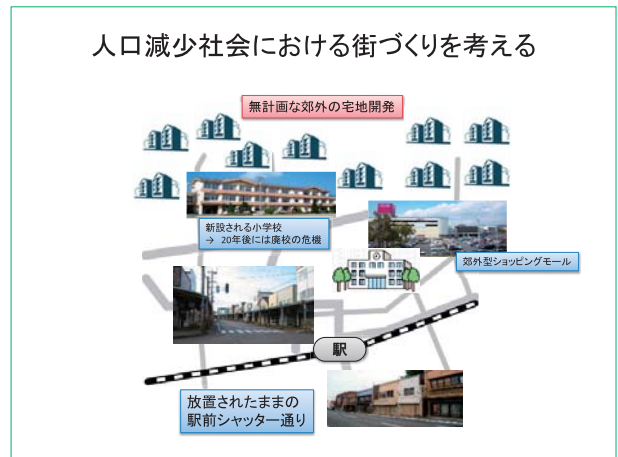 人口減少社会における街づくりを考える
無計画な郊外の宅地開発
新設される小学校
→ 20年後には廃校の危機
郊外型ショッピングモール
駅
放置されたままの
駅前シャッター通り